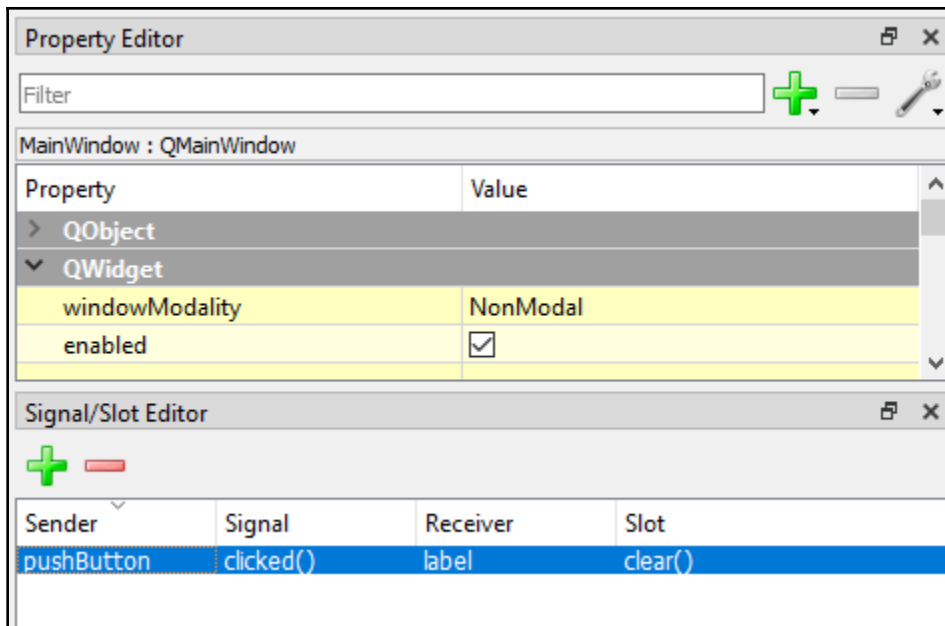 Property Editor
Filter
MainWindow : QMainWindow
Property Value
QObject
QWidget
windowModality NonModal
enabled
Signal/Slot Editor
Sender Signal Receiver Slot
pushButton clicked() label clear()